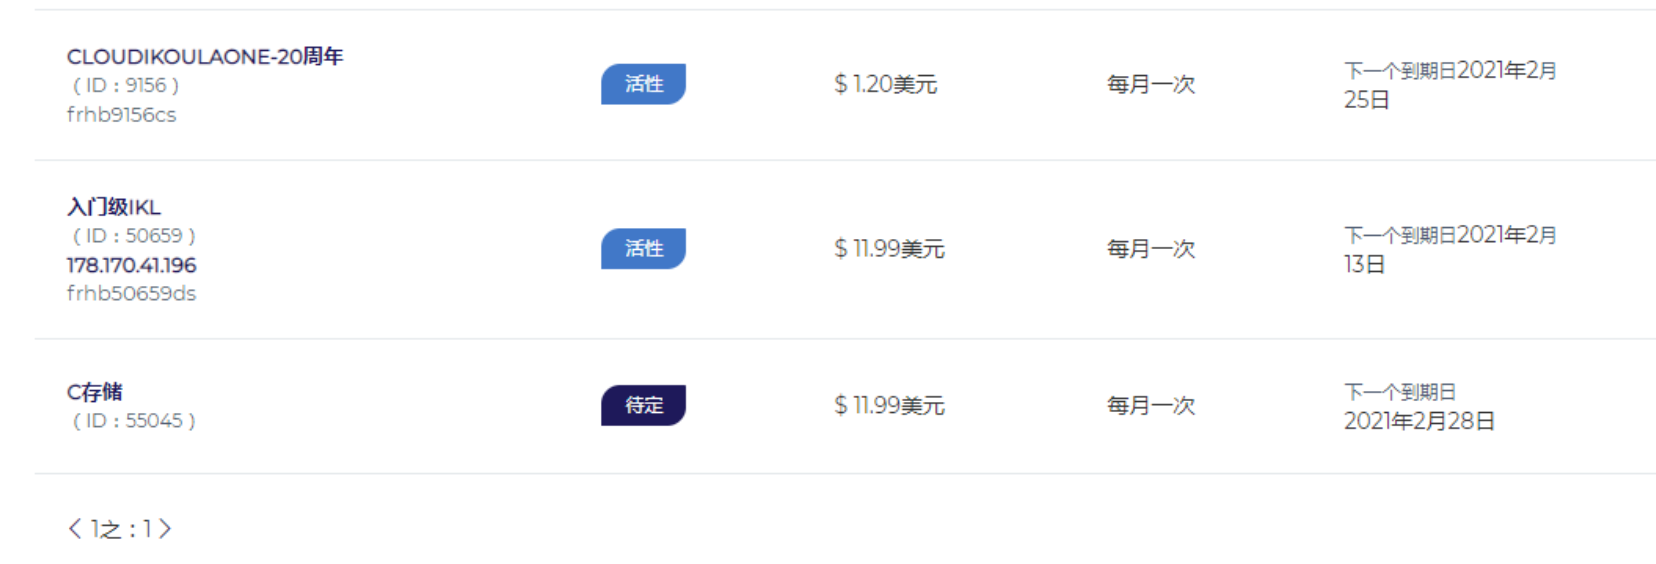 CLOUDIKOULAONE-20周年
（ID：9156）
frhb9156cs
活性
$ 1.20美元
每月一次
下一个到期日2021年2月
25日
入门级IKL
（ID：50659）
178.170.41.196
frhb50659ds
活性
$ 11.99美元
每月一次
下一个到期日2021年2月
13日
C存储
（ID：55045）
待定
$ 11.99美元
每月一次
下一个到期日
2021年2月28日
< 1之：1 >